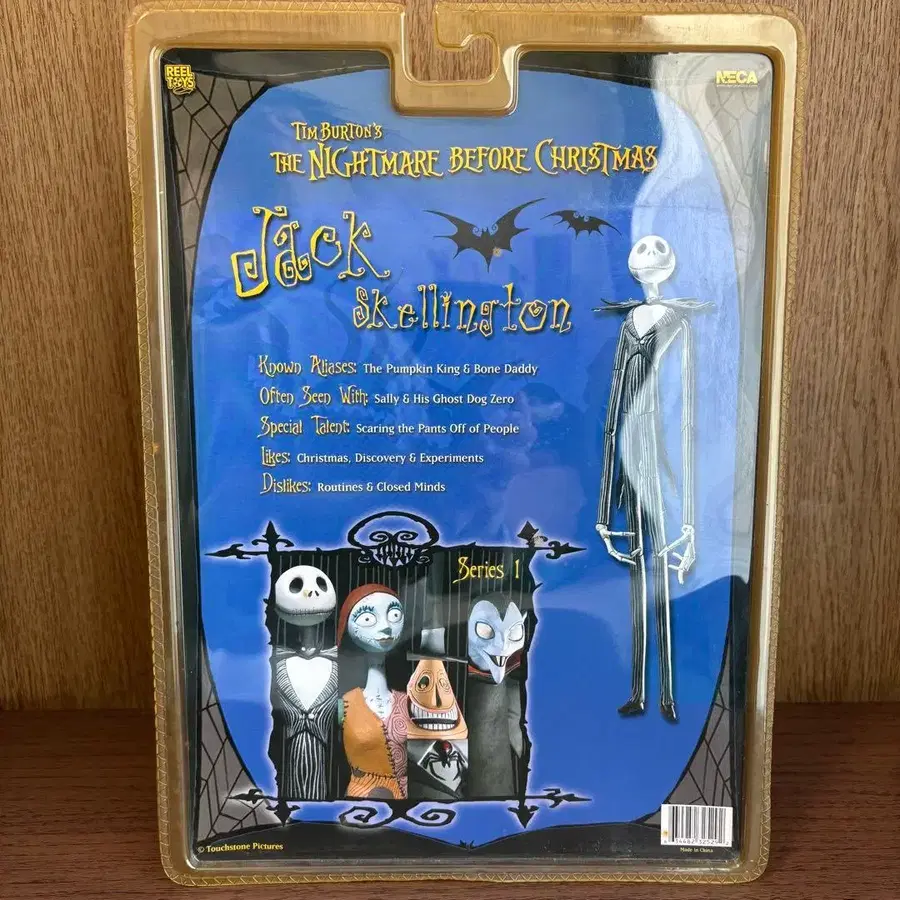 REEL
TOYS
NECA
TIM BURTON'S
THE NIGHTMARE BEFORE CHRISTMAS
Jack
Skellington
Known Aliases: The Pumpkin King & Bone Daddy
Often Seen With: Sally & His Ghost Dog Zero
Special Talent: Scaring the Pants Off of People
Likes: Christmas, Discovery & Experiments
Dislikes: Routines & Closed Minds
Series 1
© Touchstone Pictures
Made in China